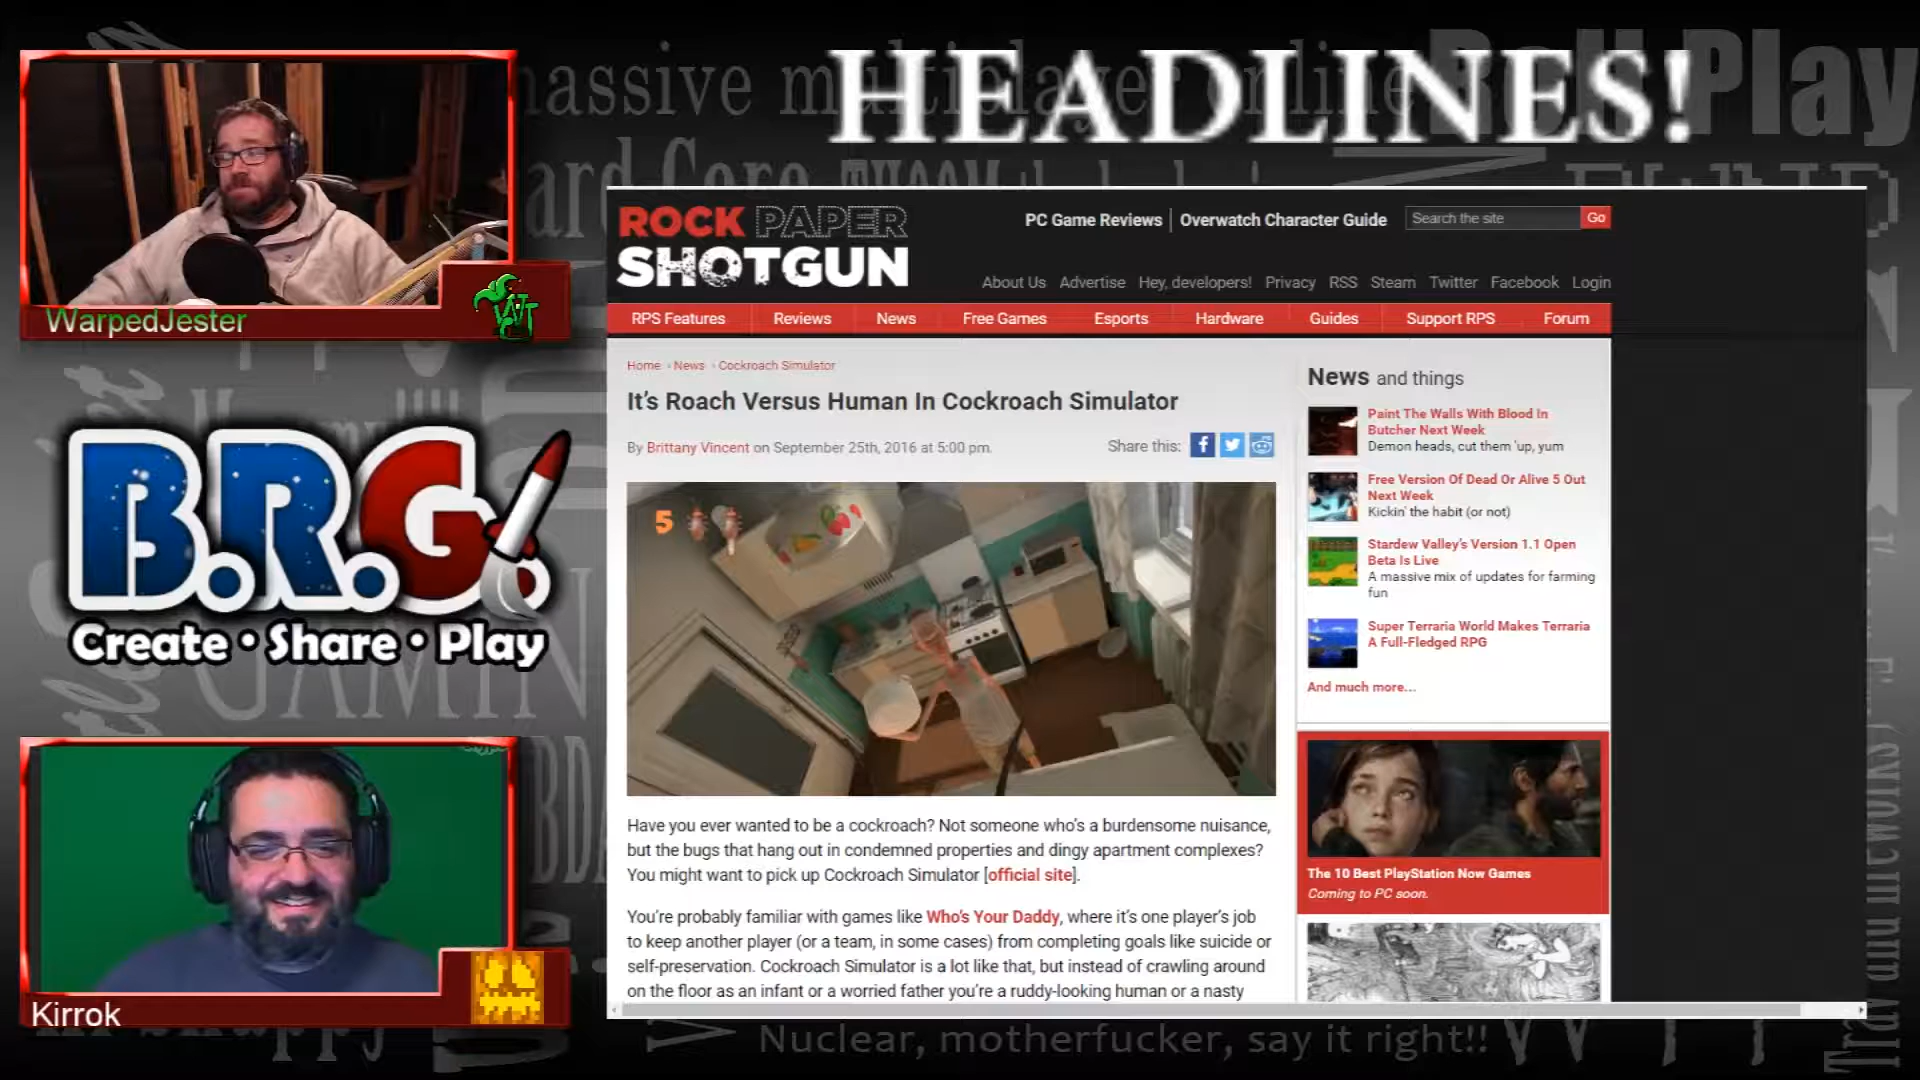 HEADLINES!
massive multiplayer online
Roll Play
WarpedJester
WT
B.R.G.
Create • Share • Play
Kirrok
ROCK PAPER
SHOTGUN
PC Game Reviews
Overwatch Character Guide
Search the site
Go
About Us
Advertise
Hey, developers!
Privacy
RSS
Steam
Twitter
Facebook
Login
RPS Features
Reviews
News
Free Games
Esports
Hardware
Guides
Support RPS
Forum
Home › News › Cockroach Simulator
It's Roach Versus Human In Cockroach Simulator
By Brittany Vincent on September 25th, 2016 at 5:00 pm.
Share this:
5
Have you ever wanted to be a cockroach? Not someone who's a burdensome nuisance,
but the bugs that hang out in condemned properties and dingy apartment complexes?
You might want to pick up Cockroach Simulator [official site].
You're probably familiar with games like Who's Your Daddy, where it's one player's job
to keep another player (or a team, in some cases) from completing goals like suicide or
self-preservation. Cockroach Simulator is a lot like that, but instead of crawling around
on the floor as an infant or a worried father you're a ruddy-looking human or a nasty
News and things
Paint The Walls With Blood In
Butcher Next Week
Demon heads, cut them 'up, yum
Free Version Of Dead Or Alive 5 Out
Next Week
Kickin' the habit (or not)
Stardew Valley's Version 1.1 Open
Beta Is Live
A massive mix of updates for farming
fun
Super Terraria World Makes Terraria
A Full-Fledged RPG
And much more...
The 10 Best PlayStation Now Games
Coming to PC soon.
Nuclear, motherfucker, say it right!!